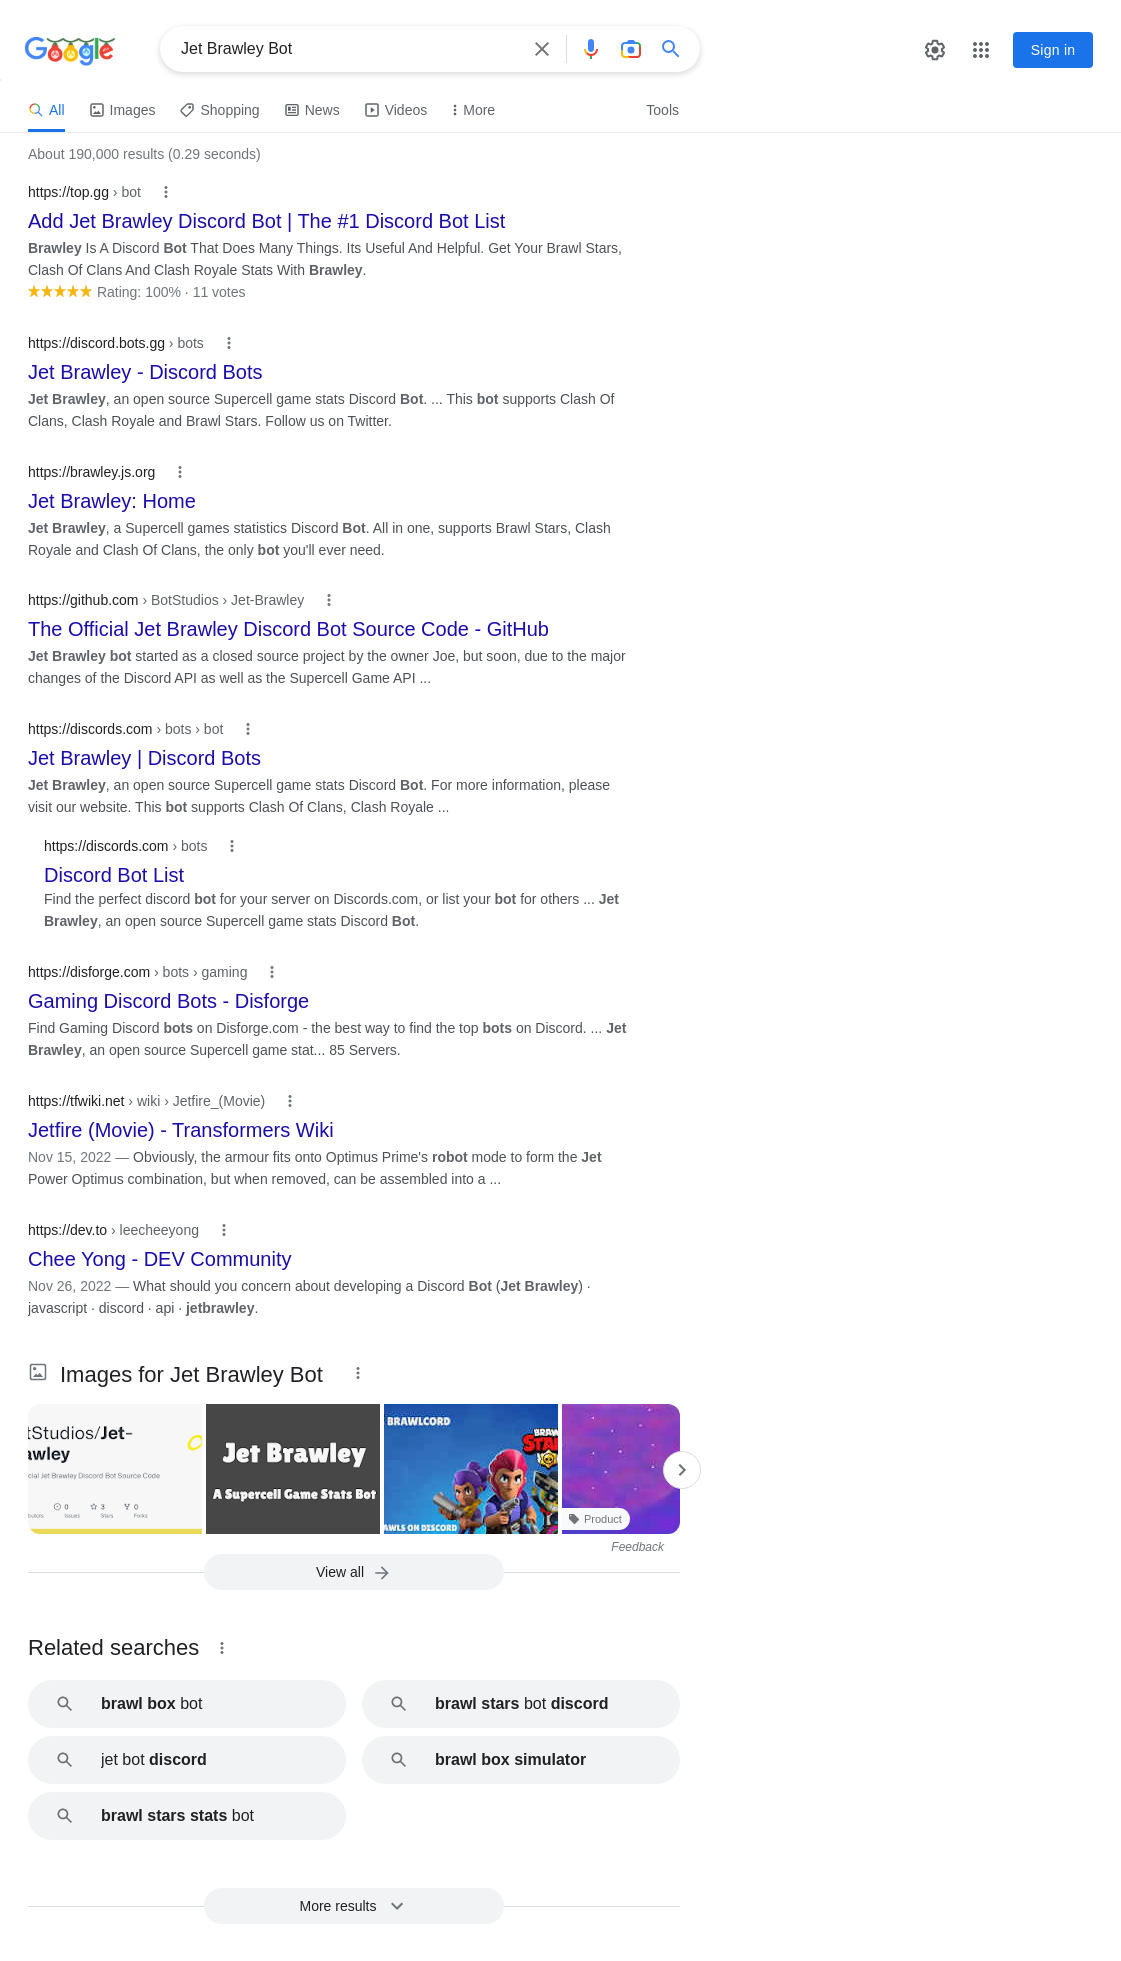 Google
Jet Brawley Bot
Sign in
All
Images
Shopping
News
Videos
More
Tools
About 190,000 results (0.29 seconds)
https://top.gg › bot
Add Jet Brawley Discord Bot | The #1 Discord Bot List
Brawley Is A Discord Bot That Does Many Things. Its Useful And Helpful. Get Your Brawl Stars,
Clash Of Clans And Clash Royale Stats With Brawley.
Rating: 100% · 11 votes
https://discord.bots.gg › bots
Jet Brawley - Discord Bots
Jet Brawley, an open source Supercell game stats Discord Bot. ... This bot supports Clash Of
Clans, Clash Royale and Brawl Stars. Follow us on Twitter.
https://brawley.js.org
Jet Brawley: Home
Jet Brawley, a Supercell games statistics Discord Bot. All in one, supports Brawl Stars, Clash
Royale and Clash Of Clans, the only bot you'll ever need.
https://github.com › BotStudios › Jet-Brawley
The Official Jet Brawley Discord Bot Source Code - GitHub
Jet Brawley bot started as a closed source project by the owner Joe, but soon, due to the major
changes of the Discord API as well as the Supercell Game API ...
https://discords.com › bots › bot
Jet Brawley | Discord Bots
Jet Brawley, an open source Supercell game stats Discord Bot. For more information, please
visit our website. This bot supports Clash Of Clans, Clash Royale ...
https://discords.com › bots
Discord Bot List
Find the perfect discord bot for your server on Discords.com, or list your bot for others ... Jet
Brawley, an open source Supercell game stats Discord Bot.
https://disforge.com › bots › gaming
Gaming Discord Bots - Disforge
Find Gaming Discord bots on Disforge.com - the best way to find the top bots on Discord. ... Jet
Brawley, an open source Supercell game stat... 85 Servers.
https://tfwiki.net › wiki › Jetfire_(Movie)
Jetfire (Movie) - Transformers Wiki
Nov 15, 2022 — Obviously, the armour fits onto Optimus Prime's robot mode to form the Jet
Power Optimus combination, but when removed, can be assembled into a ...
https://dev.to › leecheeyong
Chee Yong - DEV Community
Nov 26, 2022 — What should you concern about developing a Discord Bot (Jet Brawley) ·
javascript · discord · api · jetbrawley.
Images for Jet Brawley Bot
tStudios/Jet-
awley
cial Jet Brawley Discord Bot Source Code
0 3 0
butors Issues Stars Forks
Jet Brawley
A Supercell Game Stats Bot
BRAWLCORD
BRAW
STA
AWLS ON DISCORD
Product
Feedback
View all
Related searches
brawl box bot
brawl stars bot discord
jet bot discord
brawl box simulator
brawl stars stats bot
More results